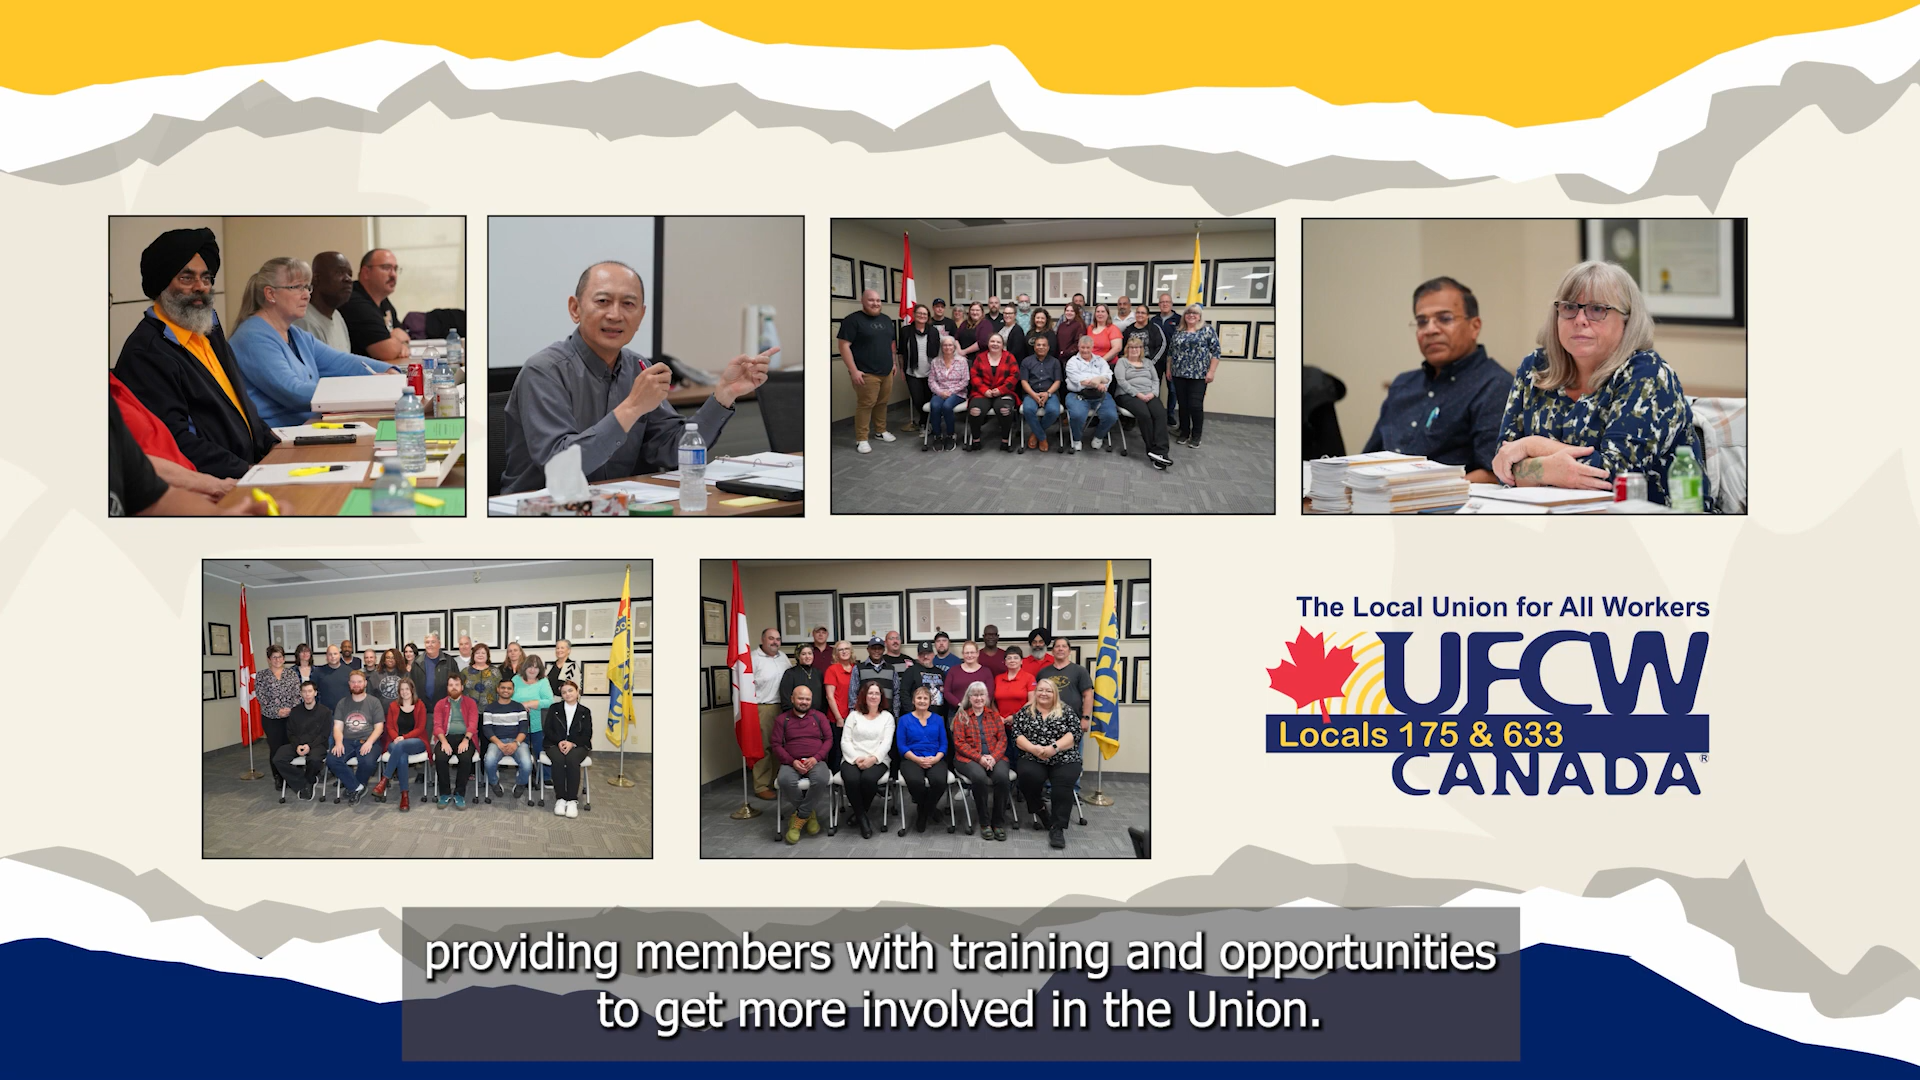 The Local Union for All Workers
UFCW
Locals 175 & 633
CANADA®
providing members with training and opportunities
to get more involved in the Union.